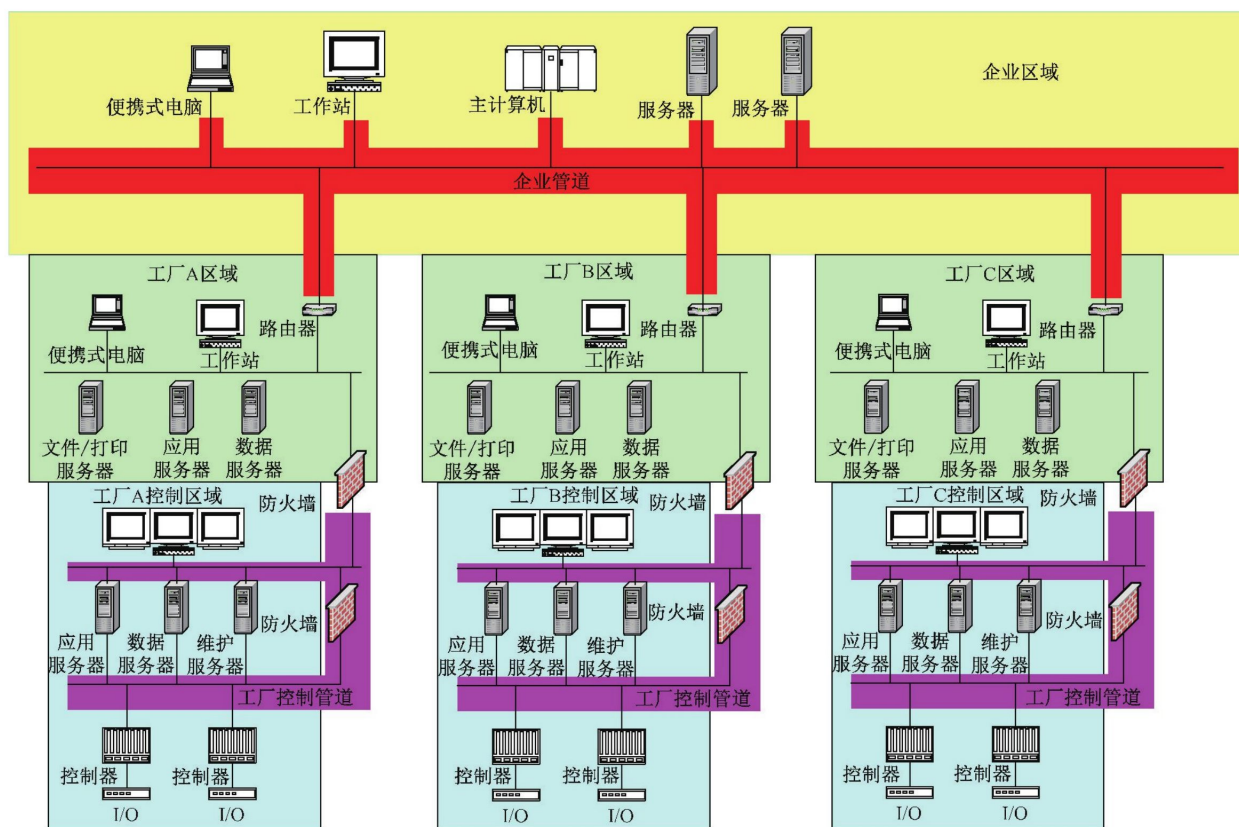 企业区域
便携式电脑
工作站
主计算机
服务器
服务器
企业管道
工厂A区域
便携式电脑
工作站
路由器
文件/打印
服务器
应用
服务器
数据
服务器
防火墙
工厂A控制区域
应用
服务器
数据
服务器
维护
服务器
防火墙
工厂控制管道
控制器
控制器
I/O
I/O
工厂B区域
便携式电脑
工作站
路由器
文件/打印
服务器
应用
服务器
数据
服务器
防火墙
工厂B控制区域
应用
服务器
数据
服务器
维护
服务器
防火墙
工厂控制管道
控制器
控制器
I/O
I/O
工厂C区域
便携式电脑
工作站
路由器
文件/打印
服务器
应用
服务器
数据
服务器
防火墙
工厂C控制区域
应用
服务器
数据
服务器
维护
服务器
防火墙
工厂控制管道
控制器
控制器
I/O
I/O